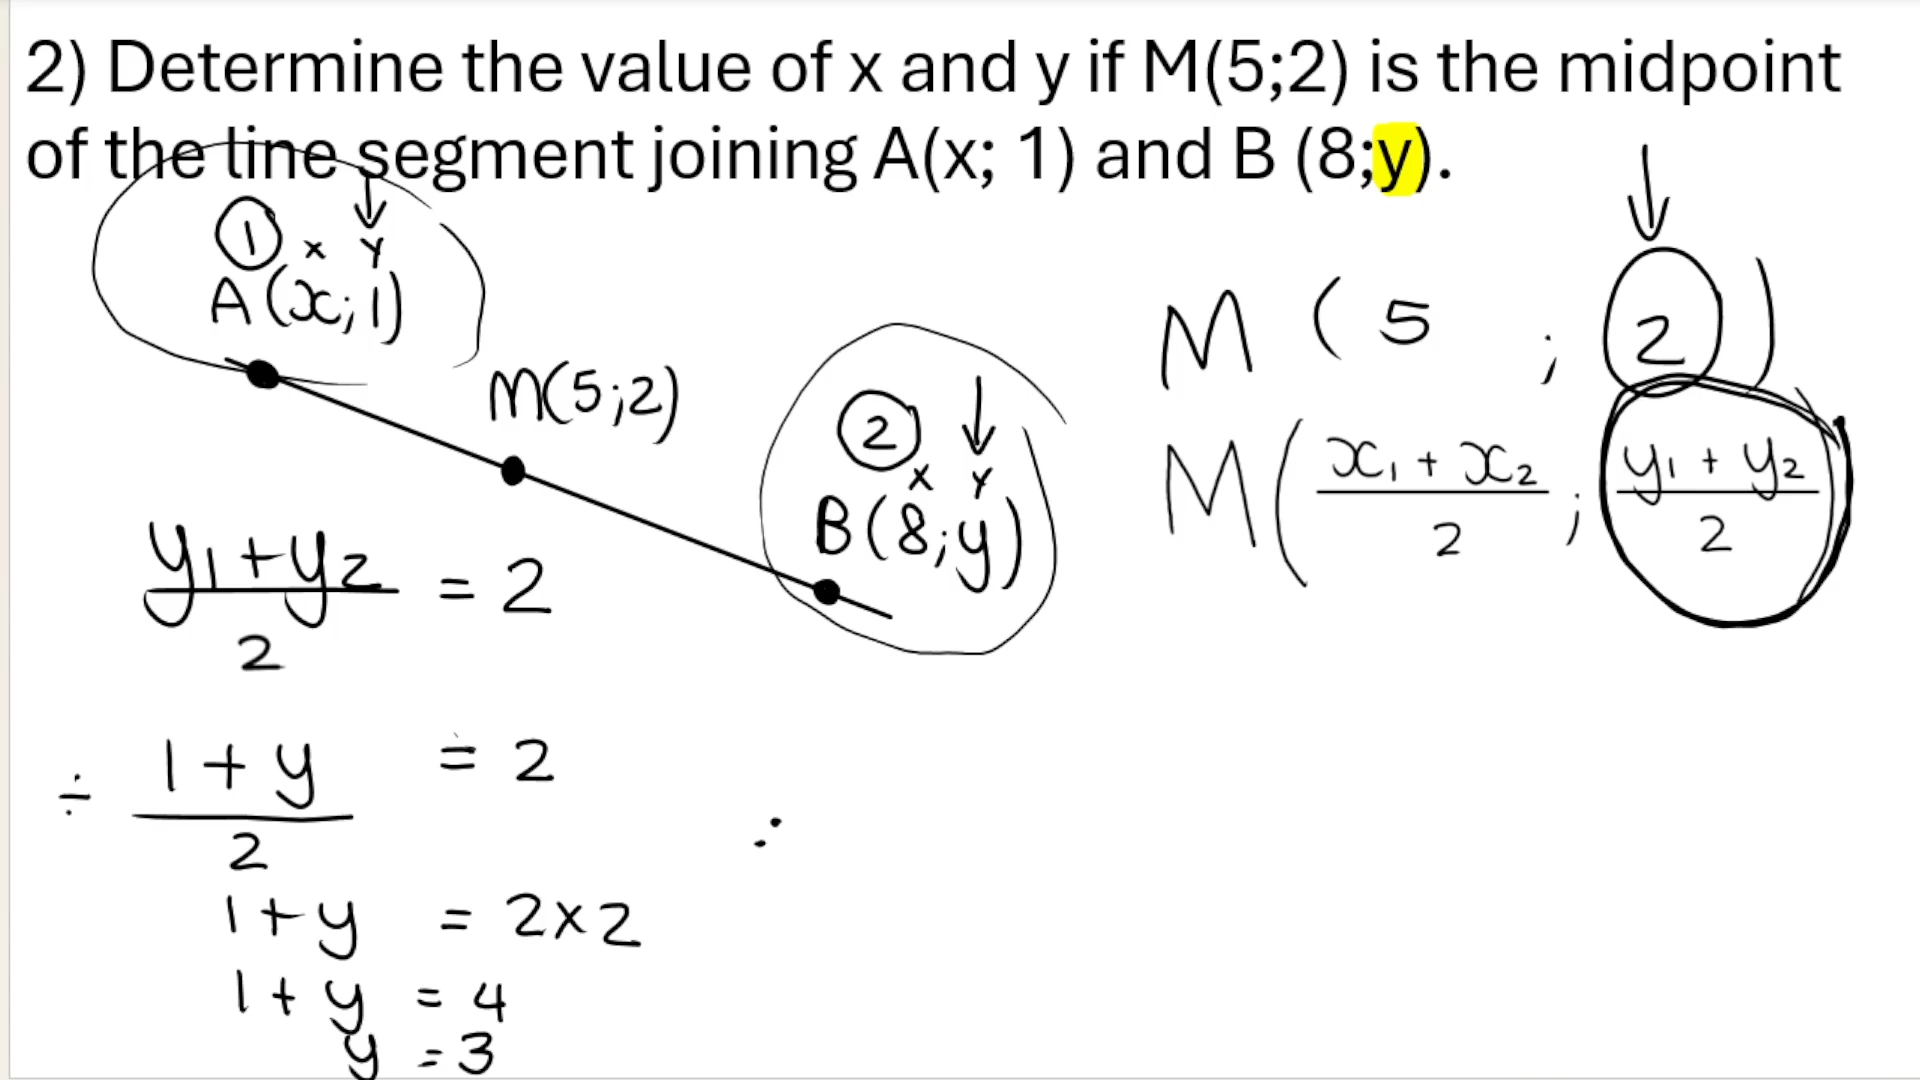 2) Determine the value of x and y if M(5;2) is the midpoint
of the line segment joining A(x; 1) and B (8;y).
① x y
A(x;1)
M(5;2)
② x y
B(8;y)
M ( 5 ; 2 )
M( x₁ + x₂ / 2 ; y₁ + y₂ / 2
y₁+y₂ / 2 = 2
÷ 1+y / 2 = 2
1+y = 2×2
1+y = 4
y = 3